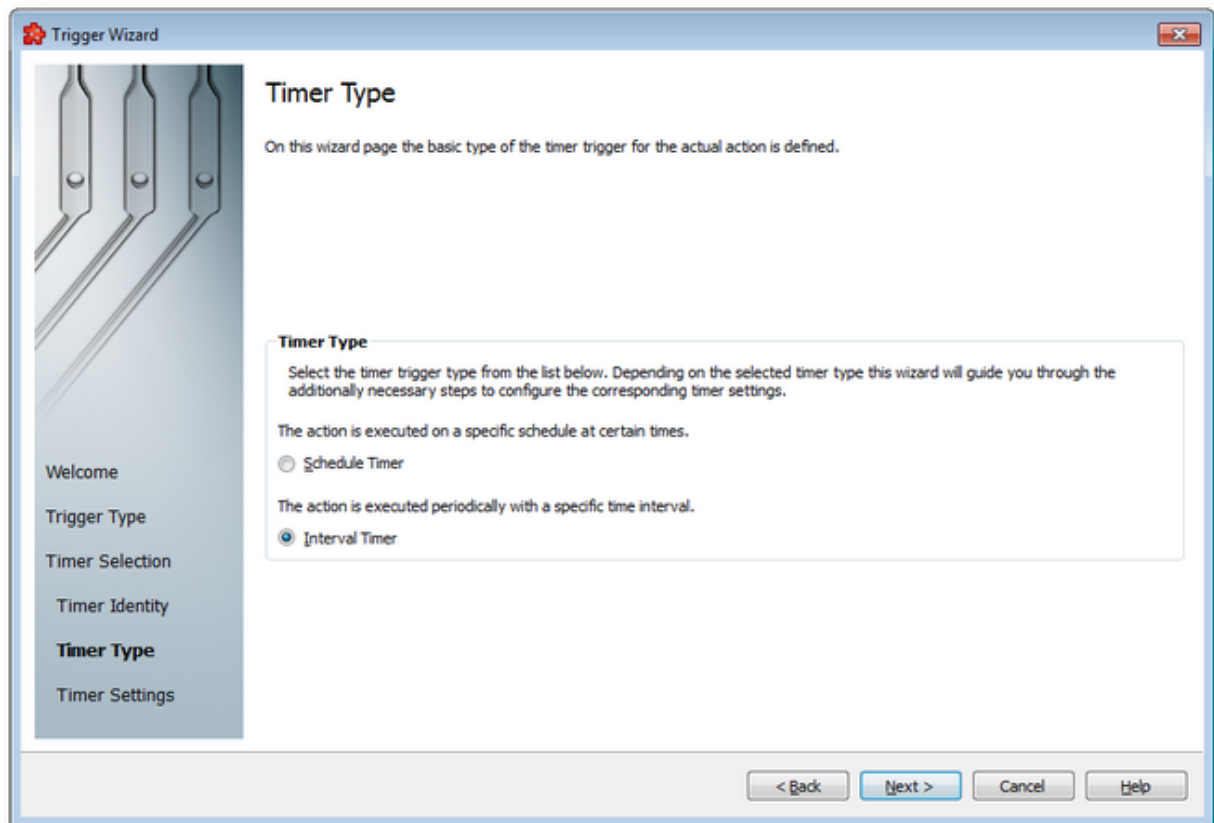 Trigger Wizard
Timer Type
On this wizard page the basic type of the timer trigger for the actual action is defined.
Timer Type
Select the timer trigger type from the list below. Depending on the selected timer type this wizard will guide you through the
additionally necessary steps to configure the corresponding timer settings.
The action is executed on a specific schedule at certain times.
Schedule Timer
The action is executed periodically with a specific time interval.
Interval Timer
Welcome
Trigger Type
Timer Selection
Timer Identity
Timer Type
Timer Settings
< Back Next > Cancel Help